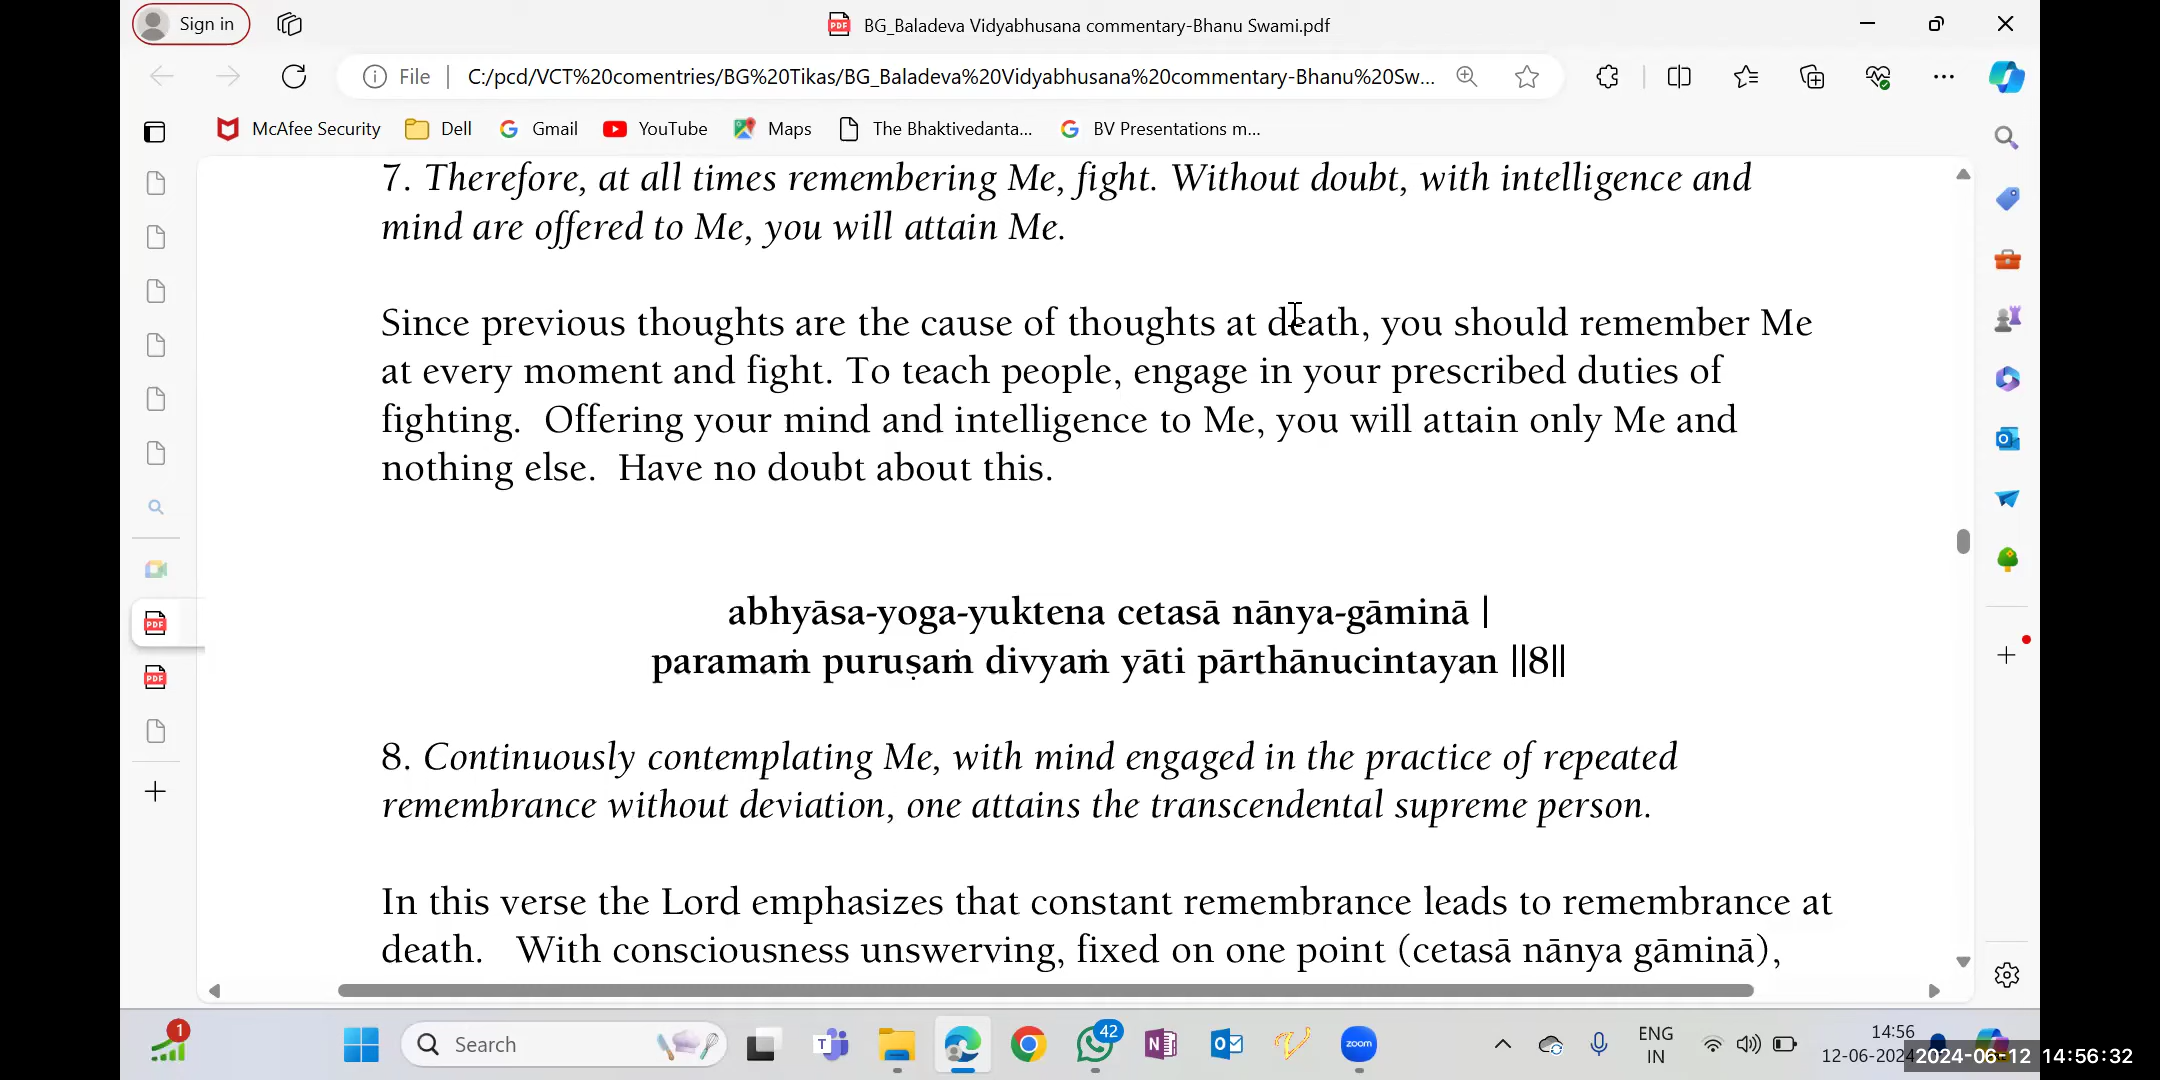 Sign in
BG_Baladeva Vidyabhusana commentary-Bhanu Swami.pdf
File
C:/pcd/VCT%20comentries/BG%20Tikas/BG_Baladeva%20Vidyabhusana%20commentary-Bhanu%20Sw...
McAfee Security
Dell
Gmail
YouTube
Maps
The Bhaktivedanta...
BV Presentations m...
7. Therefore, at all times remembering Me, fight. Without doubt, with intelligence and
mind are offered to Me, you will attain Me.
Since previous thoughts are the cause of thoughts at death, you should remember Me
at every moment and fight. To teach people, engage in your prescribed duties of
fighting.  Offering your mind and intelligence to Me, you will attain only Me and
nothing else.  Have no doubt about this.
abhyāsa-yoga-yuktena cetasā nānya-gāminā |
paramaṁ puruṣaṁ divyaṁ yāti pārthānucintayan ||8||
8. Continuously contemplating Me, with mind engaged in the practice of repeated
remembrance without deviation, one attains the transcendental supreme person.
In this verse the Lord emphasizes that constant remembrance leads to remembrance at
death.   With consciousness unswerving, fixed on one point (cetasā nānya gāminā),
PDF
PDF
PDF
1
Search
T
42
N
zoom
ENG
IN
14:56
12-06-2024
2024-06-12 14:56:32